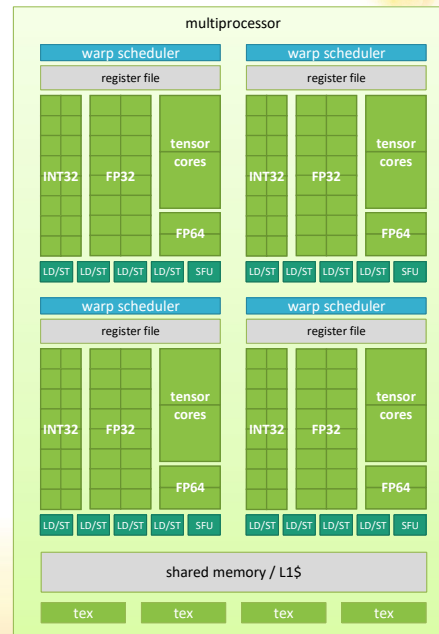 multiprocessor
warp scheduler
register file
INT32 FP32 tensor cores
FP64
LD/ST LD/ST LD/ST LD/ST SFU
warp scheduler
register file
INT32 FP32 tensor cores
FP64
LD/ST LD/ST LD/ST LD/ST SFU
warp scheduler
register file
INT32 FP32 tensor cores
FP64
LD/ST LD/ST LD/ST LD/ST SFU
warp scheduler
register file
INT32 FP32 tensor cores
FP64
LD/ST LD/ST LD/ST LD/ST SFU
shared memory / L1$
tex tex tex tex